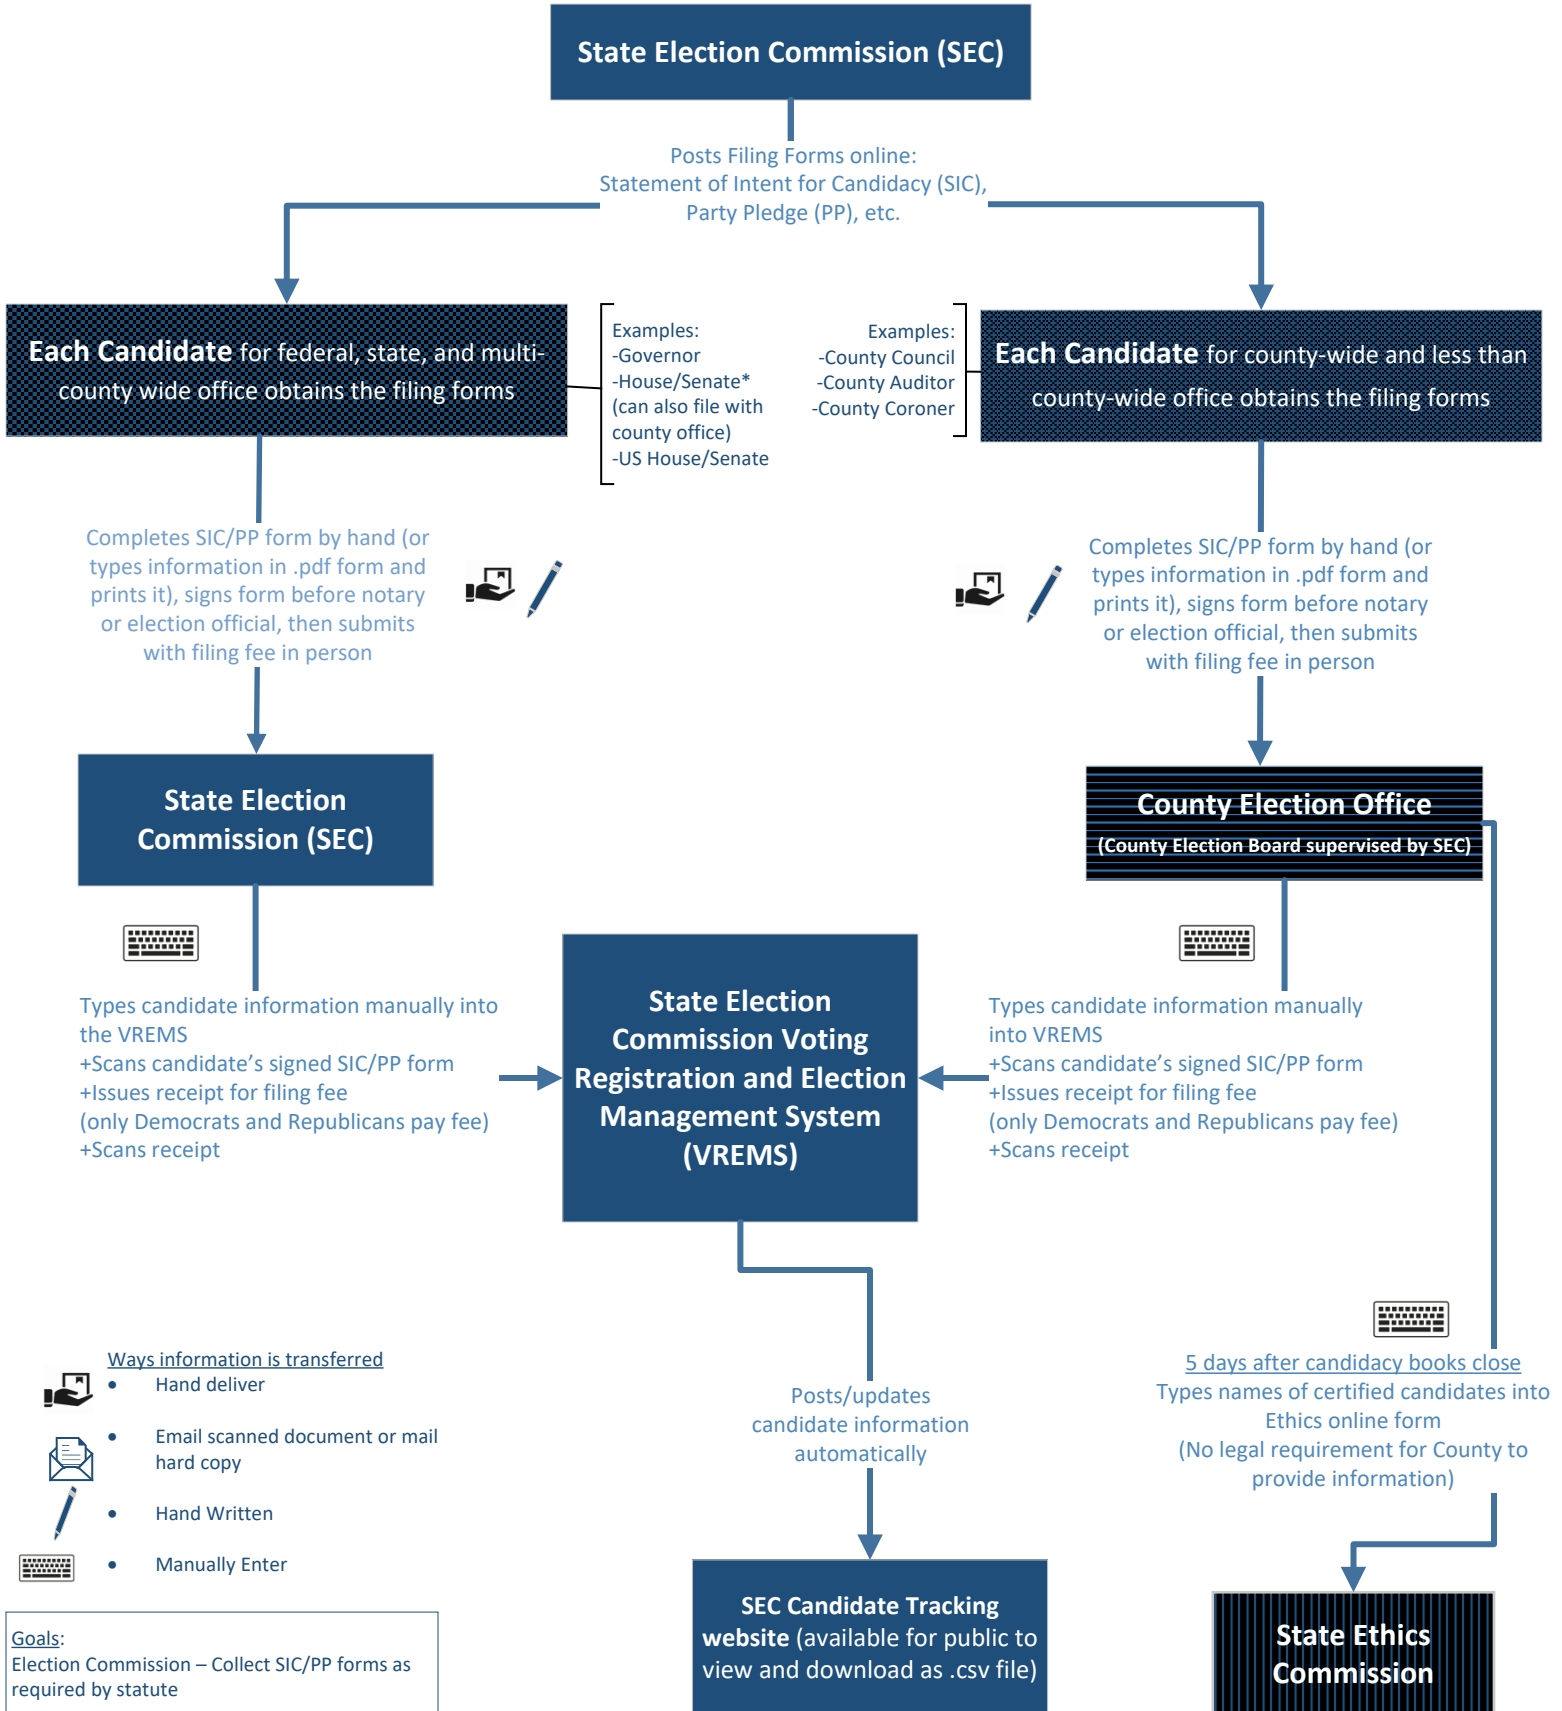 State Election Commission (SEC)
Posts Filing Forms online:
Statement of Intent for Candidacy (SIC),
Party Pledge (PP), etc.
Each Candidate for federal, state, and multi-
county wide office obtains the filing forms
Examples:
-Governor
-House/Senate*
(can also file with
county office)
-US House/Senate
Examples:
-County Council
-County Auditor
-County Coroner
Each Candidate for county-wide and less than
county-wide office obtains the filing forms
Completes SIC/PP form by hand (or
types information in .pdf form and
prints it), signs form before notary
or election official, then submits
with filing fee in person
Completes SIC/PP form by hand (or
types information in .pdf form and
prints it), signs form before notary
or election official, then submits
with filing fee in person
State Election
Commission (SEC)
County Election Office
(County Election Board supervised by SEC)
Types candidate information manually into
the VREMS
+Scans candidate’s signed SIC/PP form
+Issues receipt for filing fee
(only Democrats and Republicans pay fee)
+Scans receipt
State Election
Commission Voting
Registration and Election
Management System
(VREMS)
Types candidate information manually
into VREMS
+Scans candidate’s signed SIC/PP form
+Issues receipt for filing fee
(only Democrats and Republicans pay fee)
+Scans receipt
Ways information is transferred
• Hand deliver
• Email scanned document or mail
hard copy
• Hand Written
• Manually Enter
Posts/updates
candidate information
automatically
5 days after candidacy books close
Types names of certified candidates into
Ethics online form
(No legal requirement for County to
provide information)
Goals:
Election Commission – Collect SIC/PP forms as
required by statute
SEC Candidate Tracking
website (available for public to
view and download as .csv file)
State Ethics
Commission